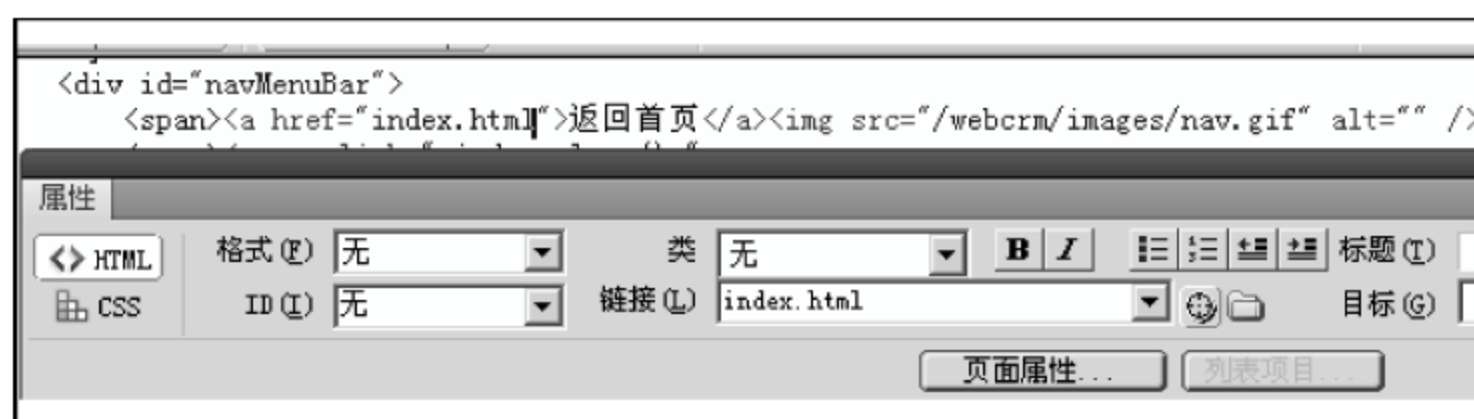 <div id="navMenuBar">
<span><a href="index.html">返回首页</a><img src="/webcrm/images/nav.gif" alt="" />
属性
HTML 格式(F) 无 类 无 B I 标题(T)
CSS ID(I) 无 链接(L) index.html 目标(G)
页面属性... 列表项目...